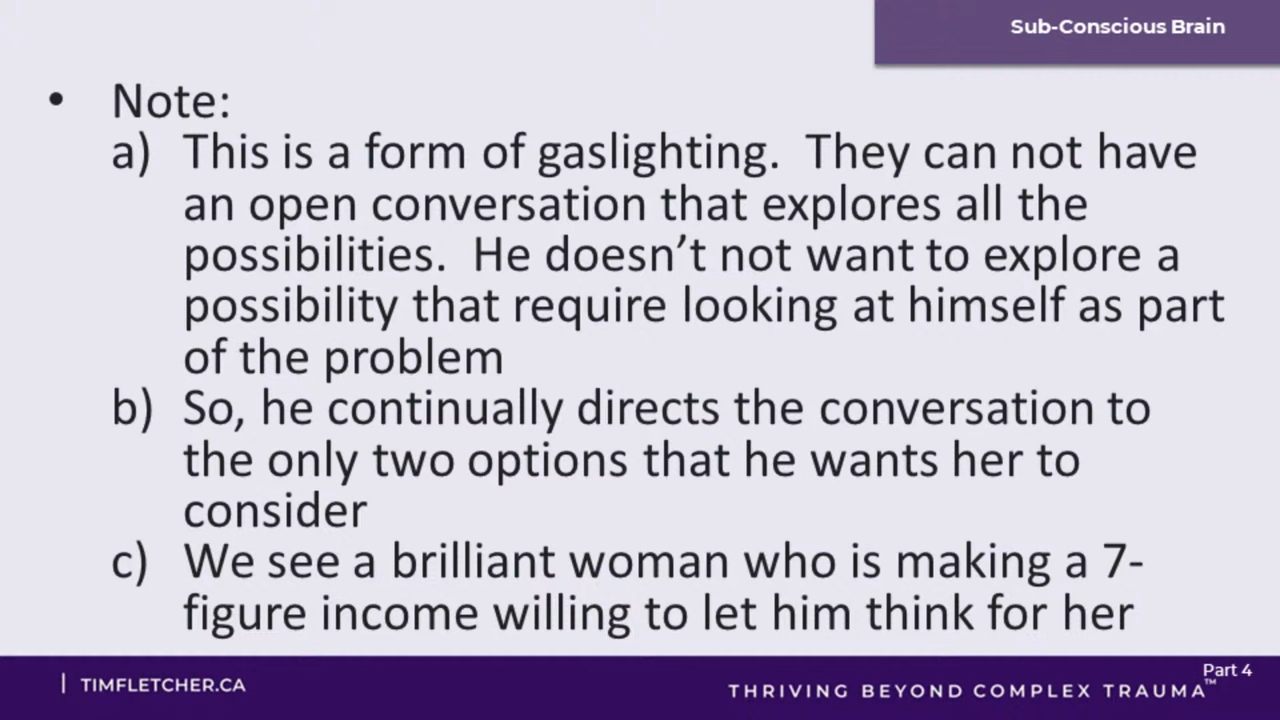 Sub-Conscious Brain
• Note:
a) This is a form of gaslighting. They can not have
an open conversation that explores all the
possibilities. He doesn’t not want to explore a
possibility that require looking at himself as part
of the problem
b) So, he continually directs the conversation to
the only two options that he wants her to
consider
c) We see a brilliant woman who is making a 7-
figure income willing to let him think for her
Part 4
| TIMFLETCHER.CA
THRIVING BEYOND COMPLEX TRAUMA™